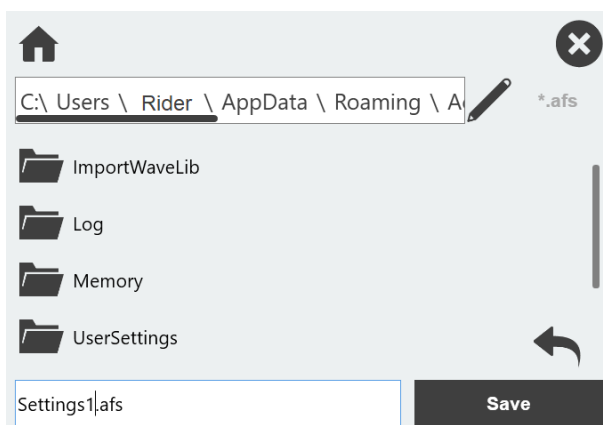 C:\ Users \ Rider \ AppData \ Roaming \ A
*.afs
ImportWaveLib
Log
Memory
UserSettings
Settings1.afs
Save